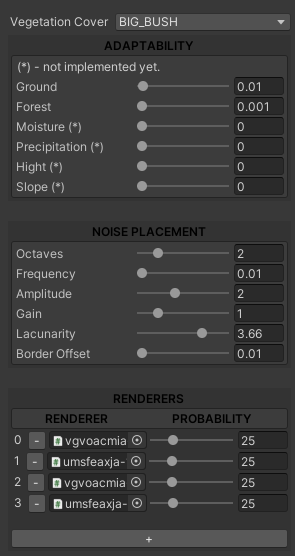 Vegetation Cover BIG_BUSH
ADAPTABILITY
(*) - not implemented yet.
Ground 0.01
Forest 0.001
Moisture (*) 0
Precipitation (*) 0
Hight (*) 0
Slope (*) 0
NOISE PLACEMENT
Octaves 2
Frequency 0.01
Amplitude 2
Gain 1
Lacunarity 3.66
Border Offset 0.01
RENDERERS
RENDERER PROBABILITY
0 - # vgvoacmia 25
1 - # umsfeaxja- 25
2 - # vgvoacmia 25
3 - # umsfeaxja- 25
+